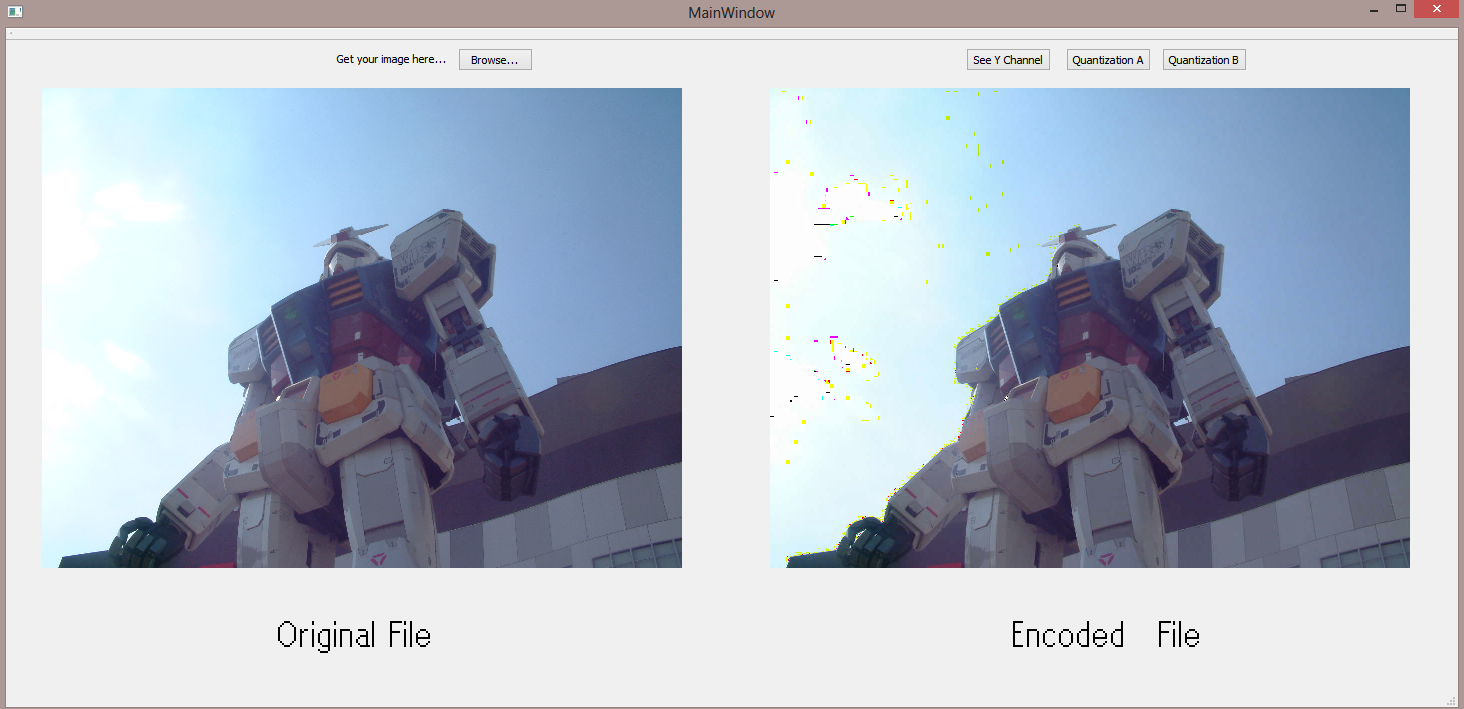 MainWindow
Get your image here... Browse... See Y Channel Quantization A Quantization B
Original File Encoded File